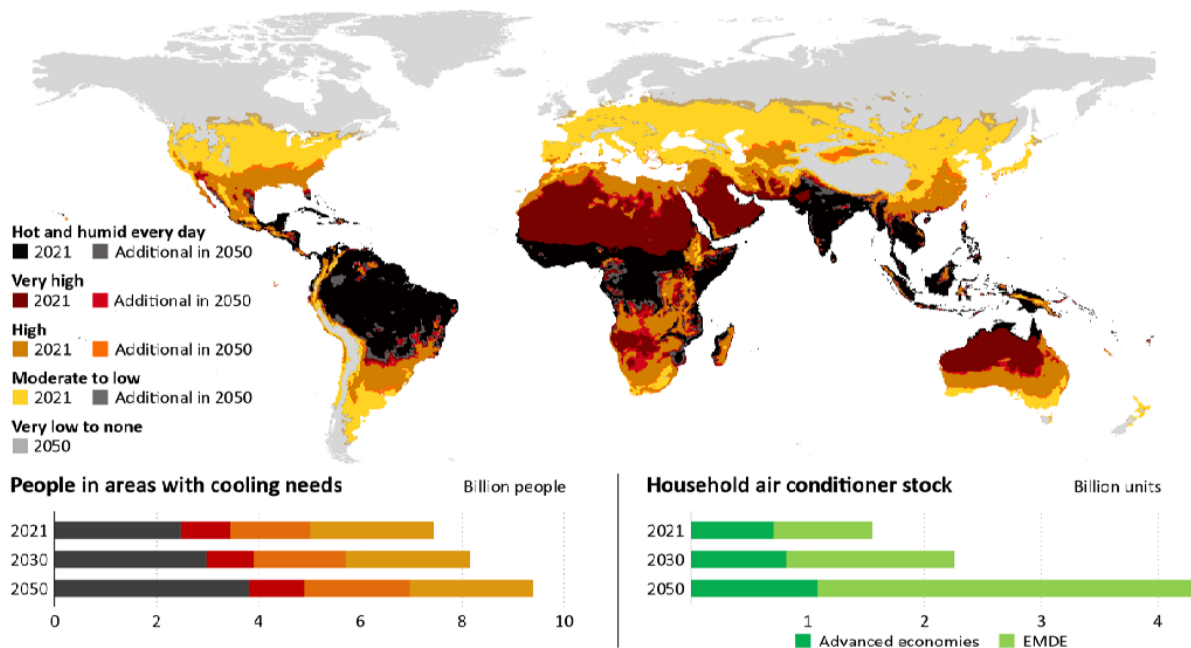 Hot and humid every day
2021 Additional in 2050
Very high
2021 Additional in 2050
High
2021 Additional in 2050
Moderate to low
2021 Additional in 2050
Very low to none
2050
People in areas with cooling needs Billion people
2021
2030
2050
0 2 4 6 8 10
Household air conditioner stock Billion units
2021
2030
2050
1 2 3 4
Advanced economies EMDE